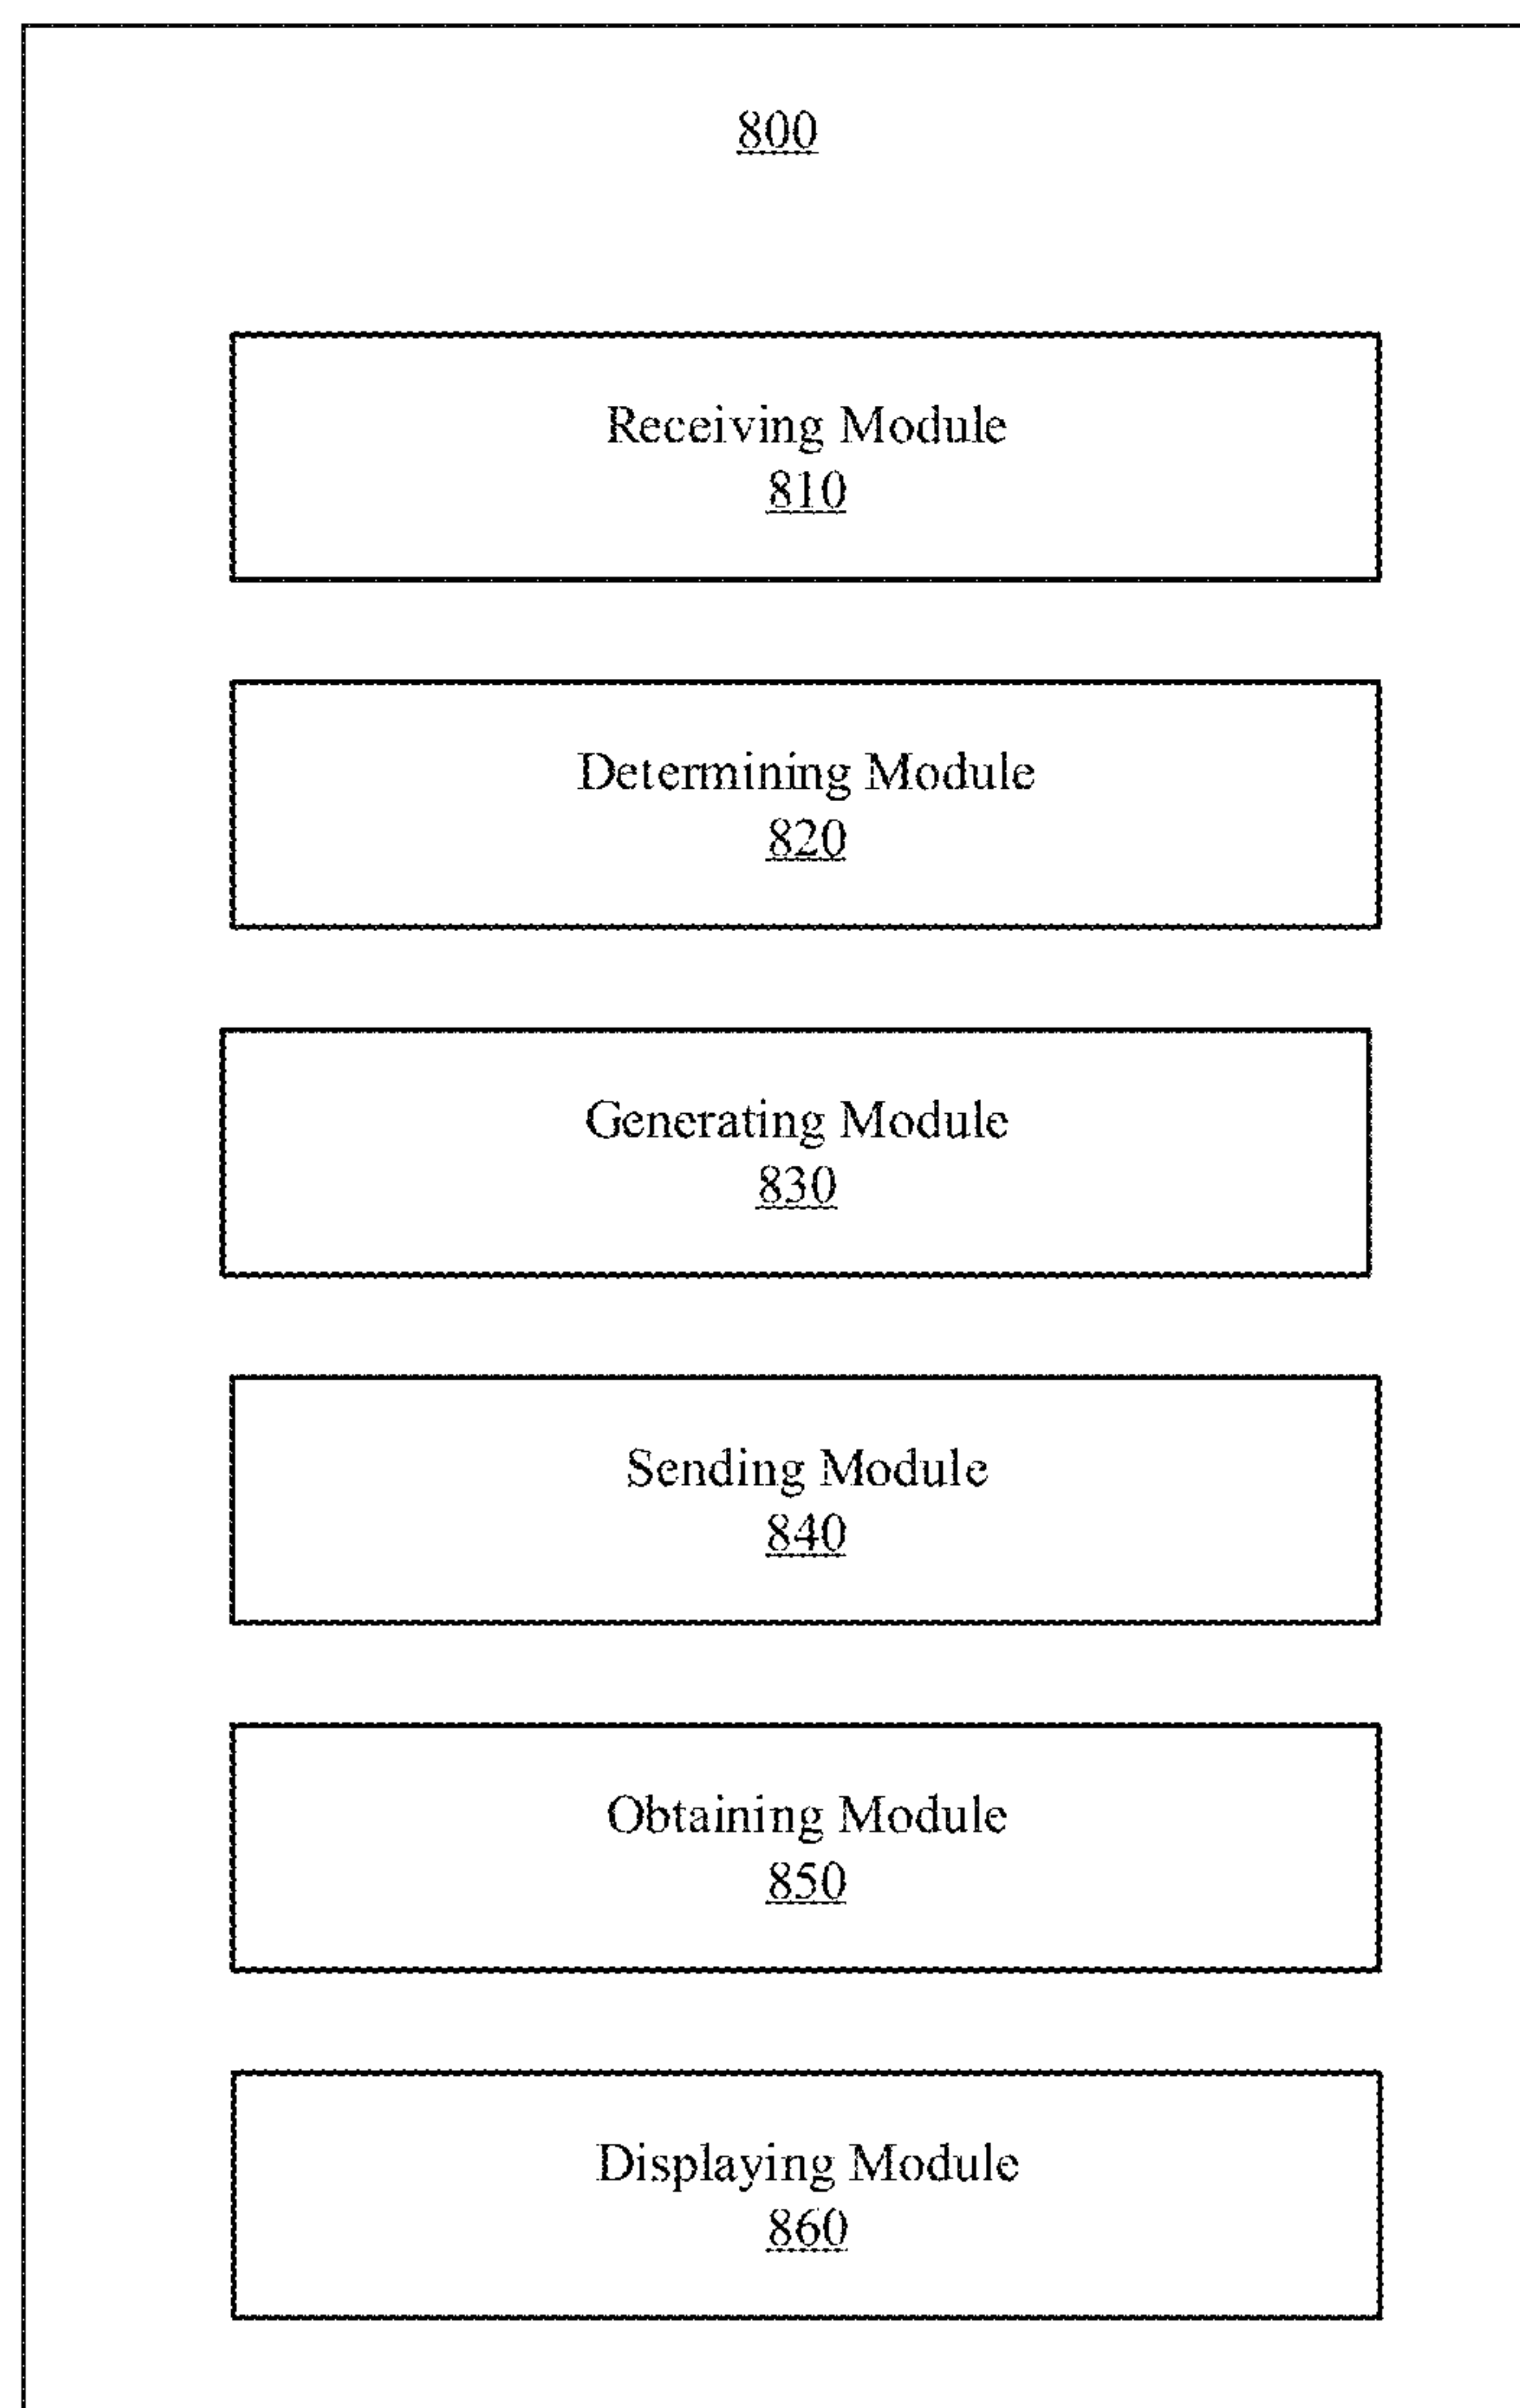 800
Receiving Module
810
Determining Module
820
Generating Module
830
Sending Module
840
Obtaining Module
850
Displaying Module
860